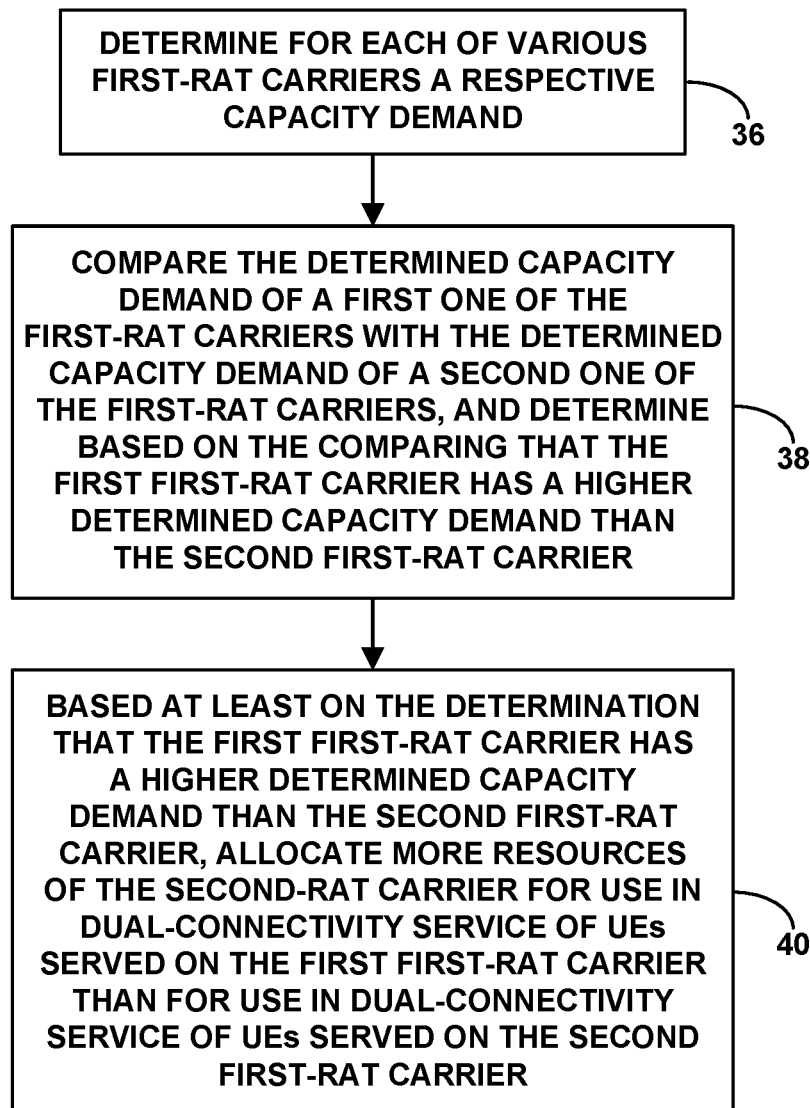 DETERMINE FOR EACH OF VARIOUS
FIRST-RAT CARRIERS A RESPECTIVE
CAPACITY DEMAND
36
COMPARE THE DETERMINED CAPACITY
DEMAND OF A FIRST ONE OF THE
FIRST-RAT CARRIERS WITH THE DETERMINED
CAPACITY DEMAND OF A SECOND ONE OF
THE FIRST-RAT CARRIERS, AND DETERMINE
BASED ON THE COMPARING THAT THE
FIRST FIRST-RAT CARRIER HAS A HIGHER
DETERMINED CAPACITY DEMAND THAN
THE SECOND FIRST-RAT CARRIER
38
BASED AT LEAST ON THE DETERMINATION
THAT THE FIRST FIRST-RAT CARRIER HAS
A HIGHER DETERMINED CAPACITY
DEMAND THAN THE SECOND FIRST-RAT
CARRIER, ALLOCATE MORE RESOURCES
OF THE SECOND-RAT CARRIER FOR USE IN
DUAL-CONNECTIVITY SERVICE OF UEs
SERVED ON THE FIRST FIRST-RAT CARRIER
THAN FOR USE IN DUAL-CONNECTIVITY
SERVICE OF UEs SERVED ON THE SECOND
FIRST-RAT CARRIER
40